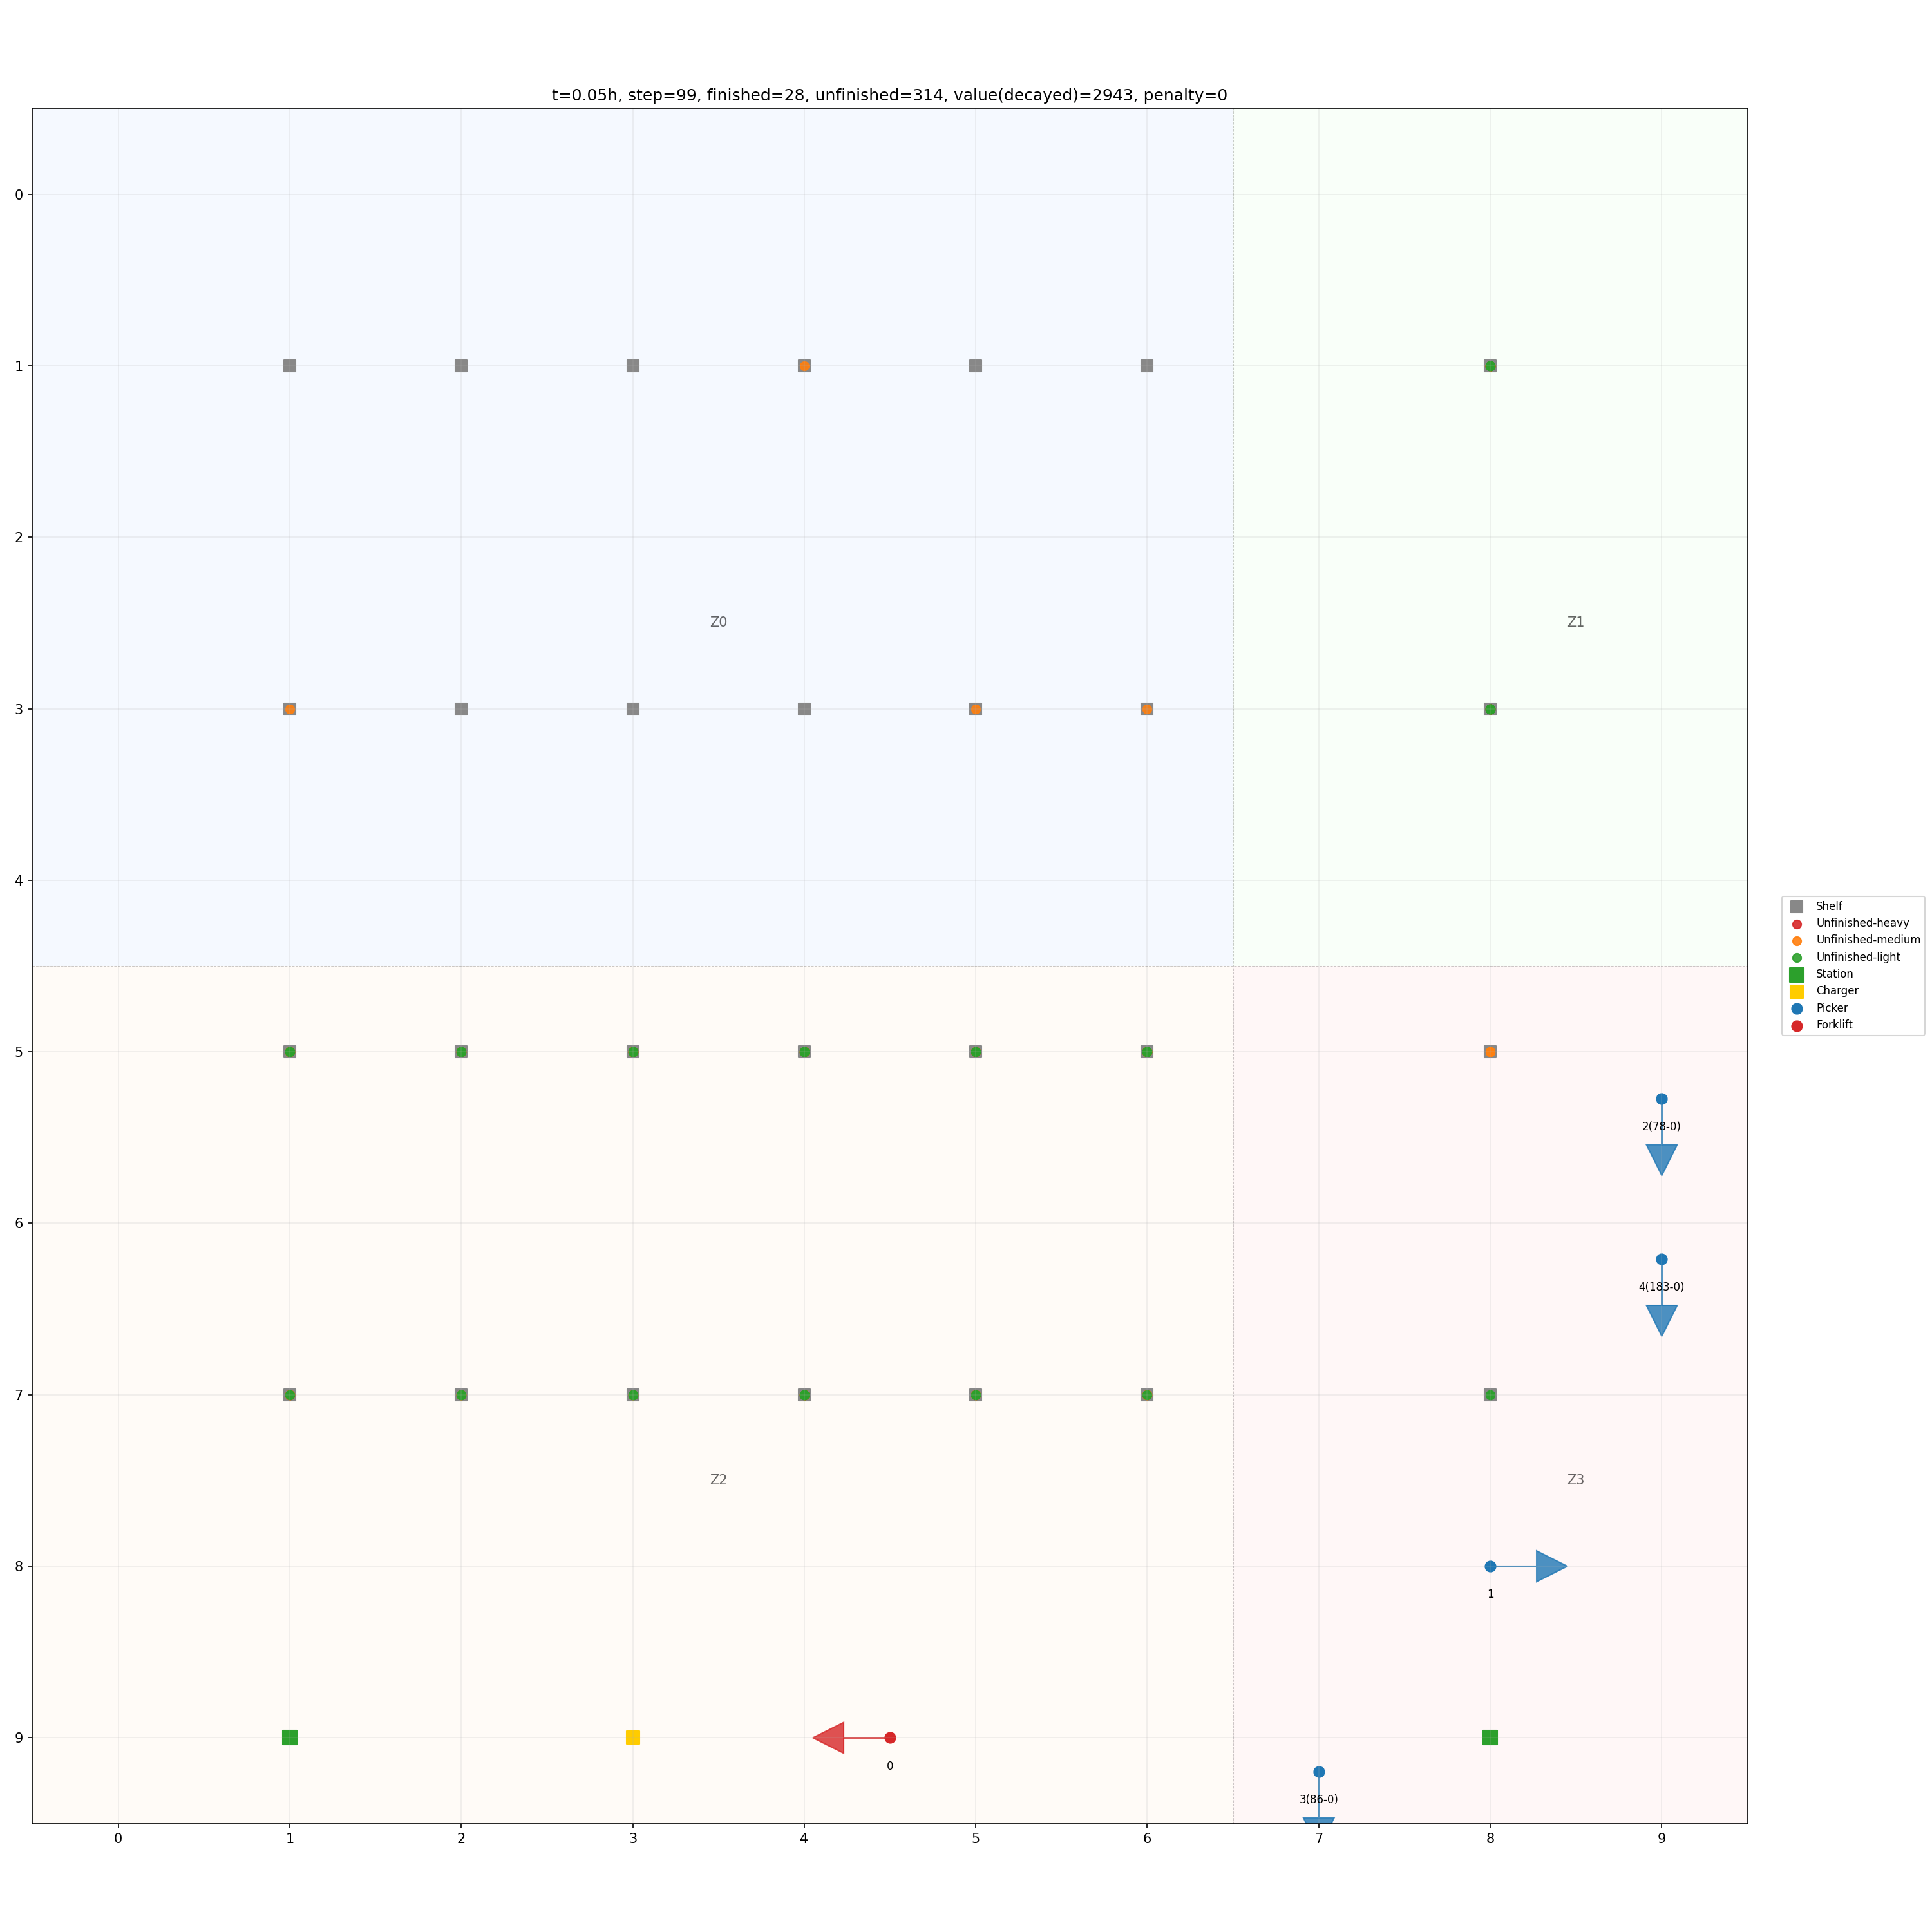 t=0.05h, step=99, finished=28, unfinished=314, value(decayed)=2943, penalty=0
0
1
2
Z0
Z1
3
4
Shelf
Unfinished-heavy
Unfinished-medium
Unfinished-light
Station
Charger
Picker
Forklift
5
2(78-0)
6
4(183-0)
7
Z2
Z3
8
1
9
0
3(86-0)
0 1 2 3 4 5 6 7 8 9